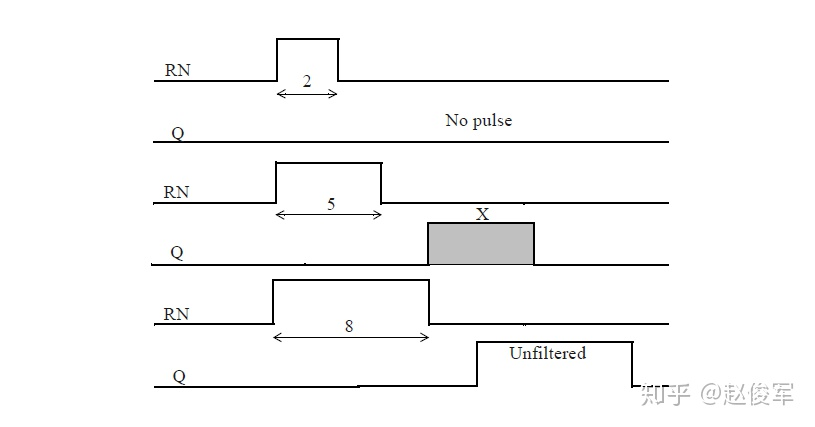 RN
2
No pulse
Q
RN
5
X
Q
RN
8
Unfiltered
Q
知乎 @赵俊军